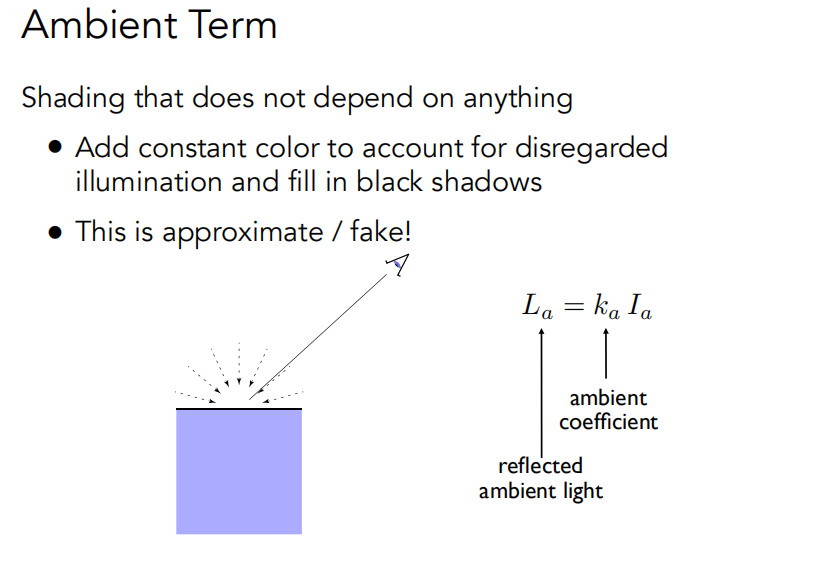 Ambient Term
Shading that does not depend on anything
• Add constant color to account for disregarded
illumination and fill in black shadows
• This is approximate / fake!
L_a = k_a I_a
ambient
coefficient
reflected
ambient light